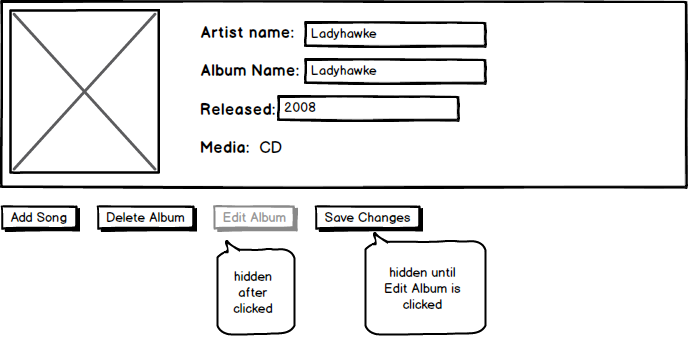 Artist name: Ladyhawke
Album Name: Ladyhawke
Released: 2008
Media: CD
Add Song Delete Album Edit Album Save Changes
hidden
after
clicked
hidden until
Edit Album is
clicked